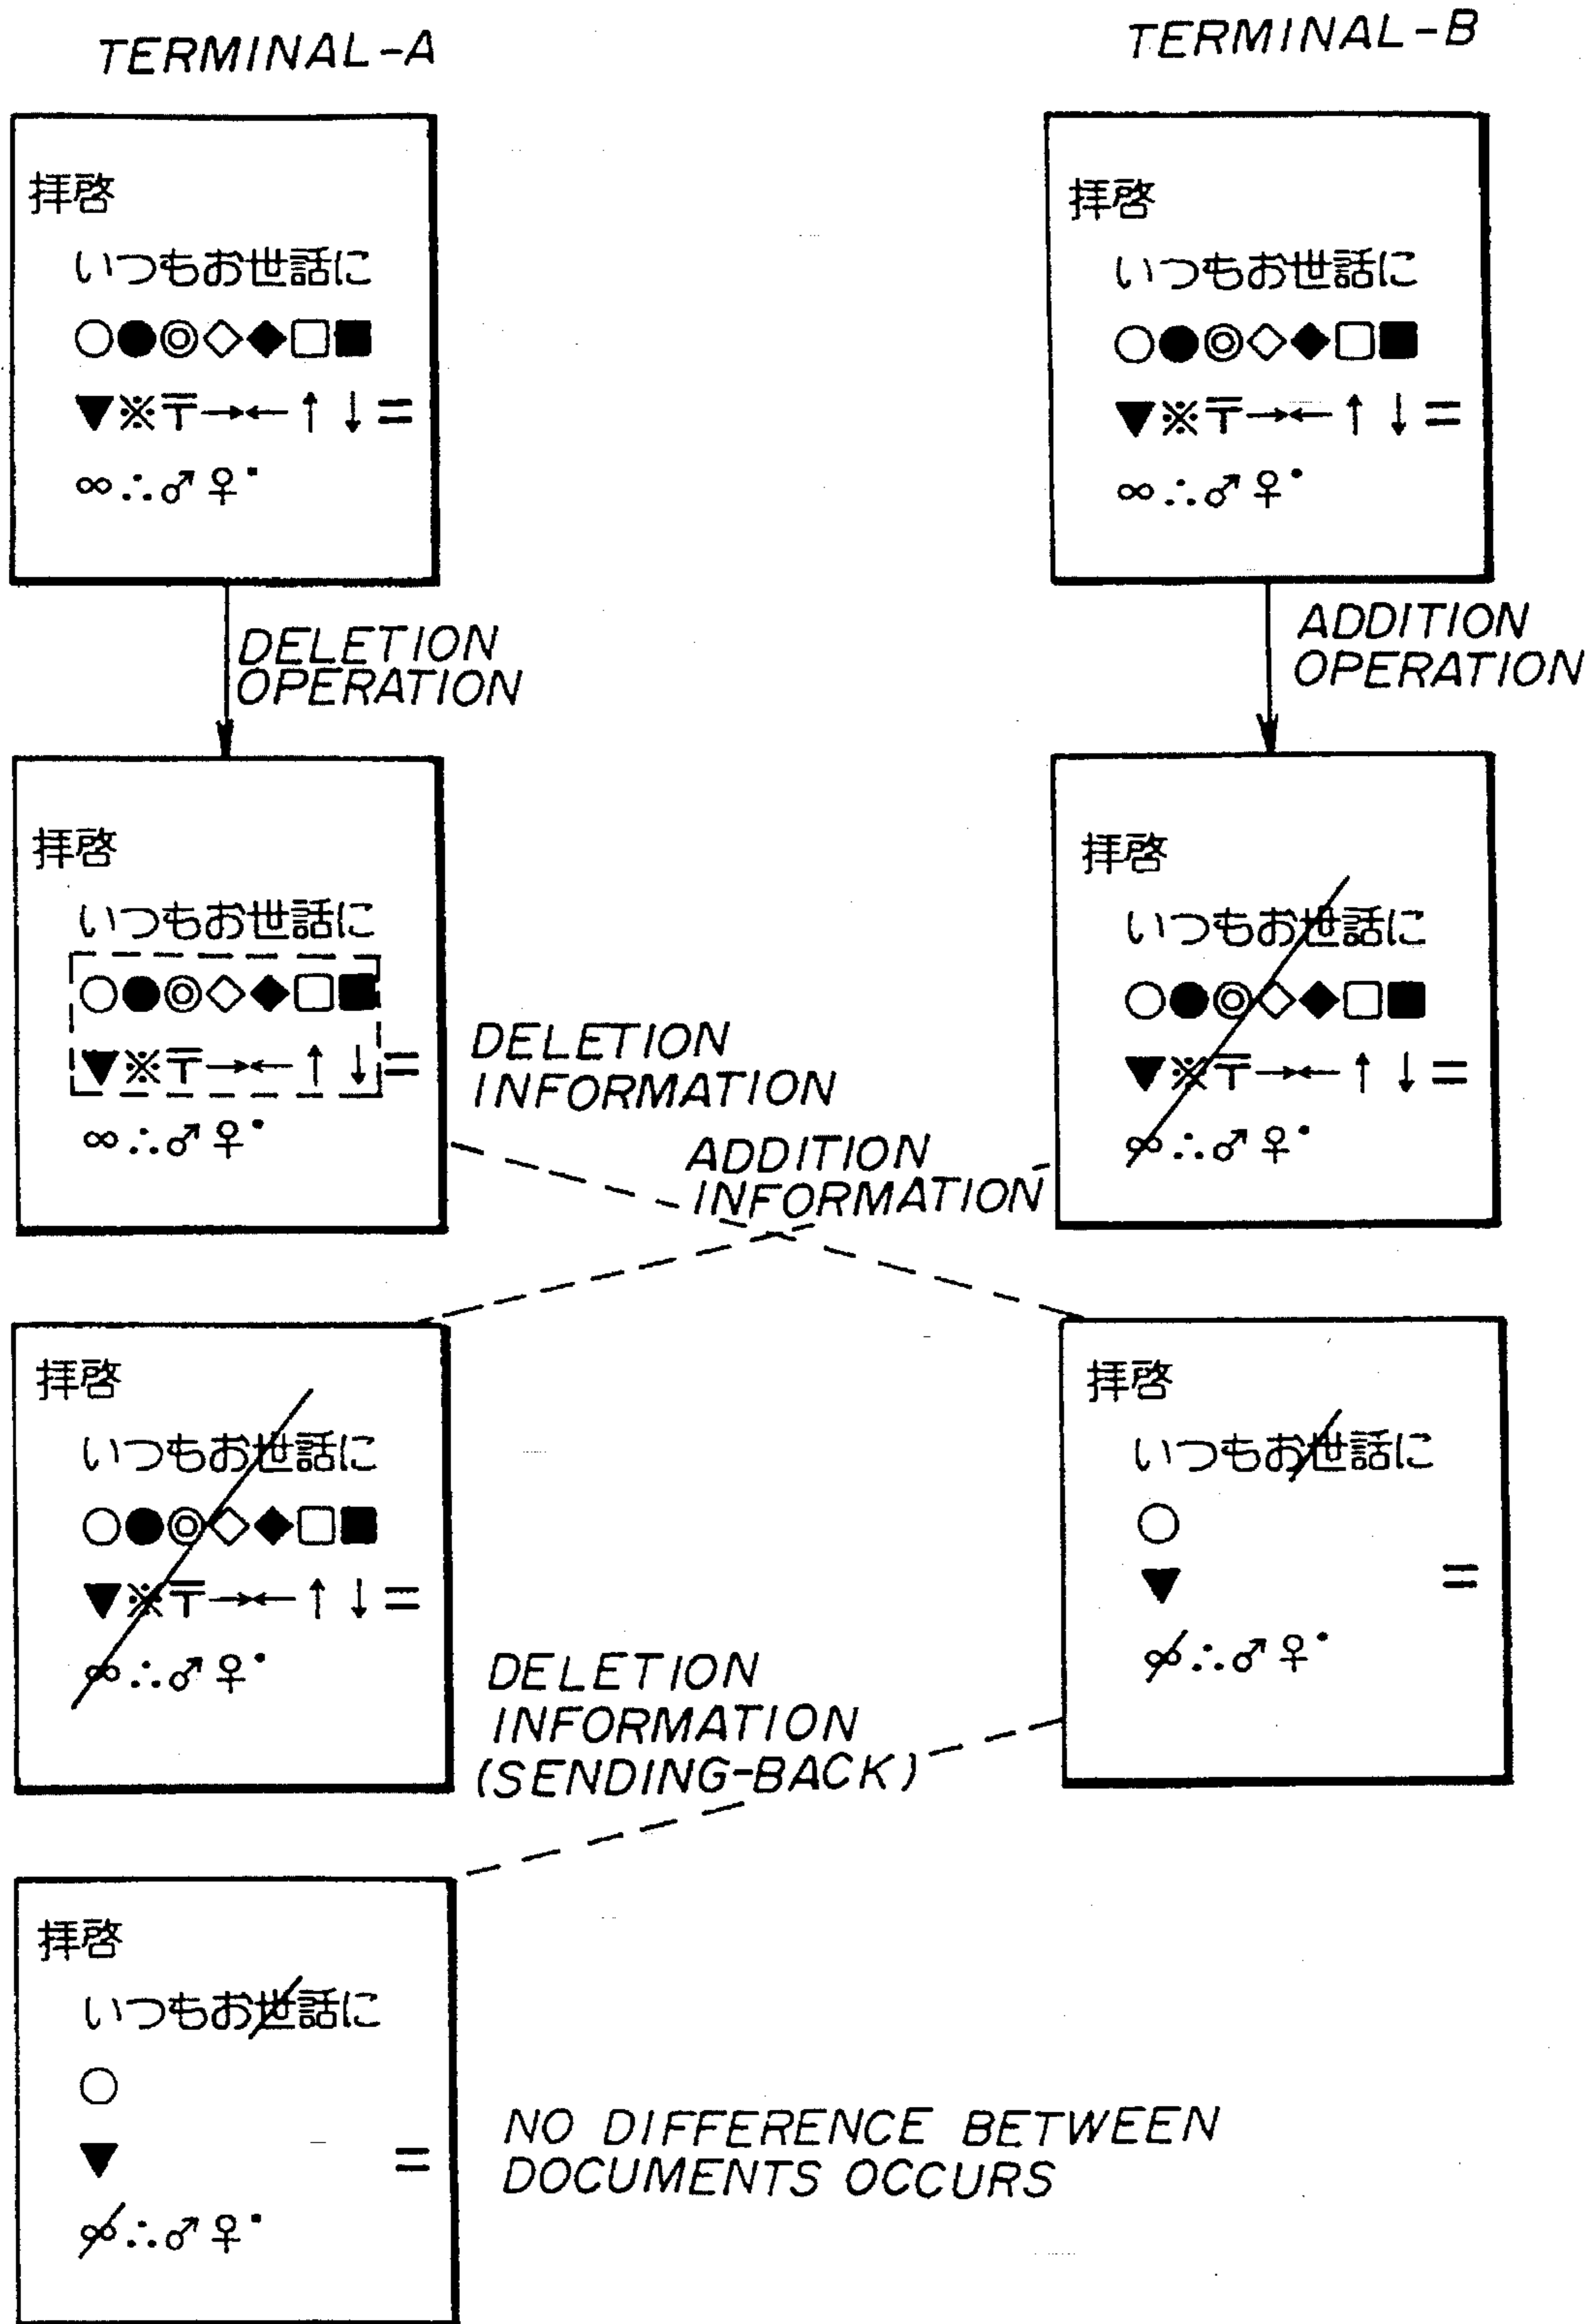 TERMINAL-A
TERMINAL-B
拝啓
いつもお世話に
○●◎◇◆□■
▼※〒→←↑↓=
∞∴♂♀•
拝啓
いつもお世話に
○●◎◇◆□■
▼※〒→←↑↓=
∞∴♂♀•
DELETION
OPERATION
ADDITION
OPERATION
拝啓
いつもお世話に
○●◎◇◆□■
▼※〒→←↑↓=
∞∴♂♀•
拝啓
いつもお世話に
○●◎◇◆□■
▼※〒→←↑↓=
∞∴♂♀•
DELETION
INFORMATION
ADDITION
INFORMATION
拝啓
いつもお世話に
○●◎◇◆□■
▼※〒→←↑↓=
∞∴♂♀•
拝啓
いつもお世話に
○
▼ =
∞∴♂♀•
DELETION
INFORMATION
(SENDING-BACK)
拝啓
いつもお世話に
○
▼ =
∞∴♂♀•
NO DIFFERENCE BETWEEN
DOCUMENTS OCCURS